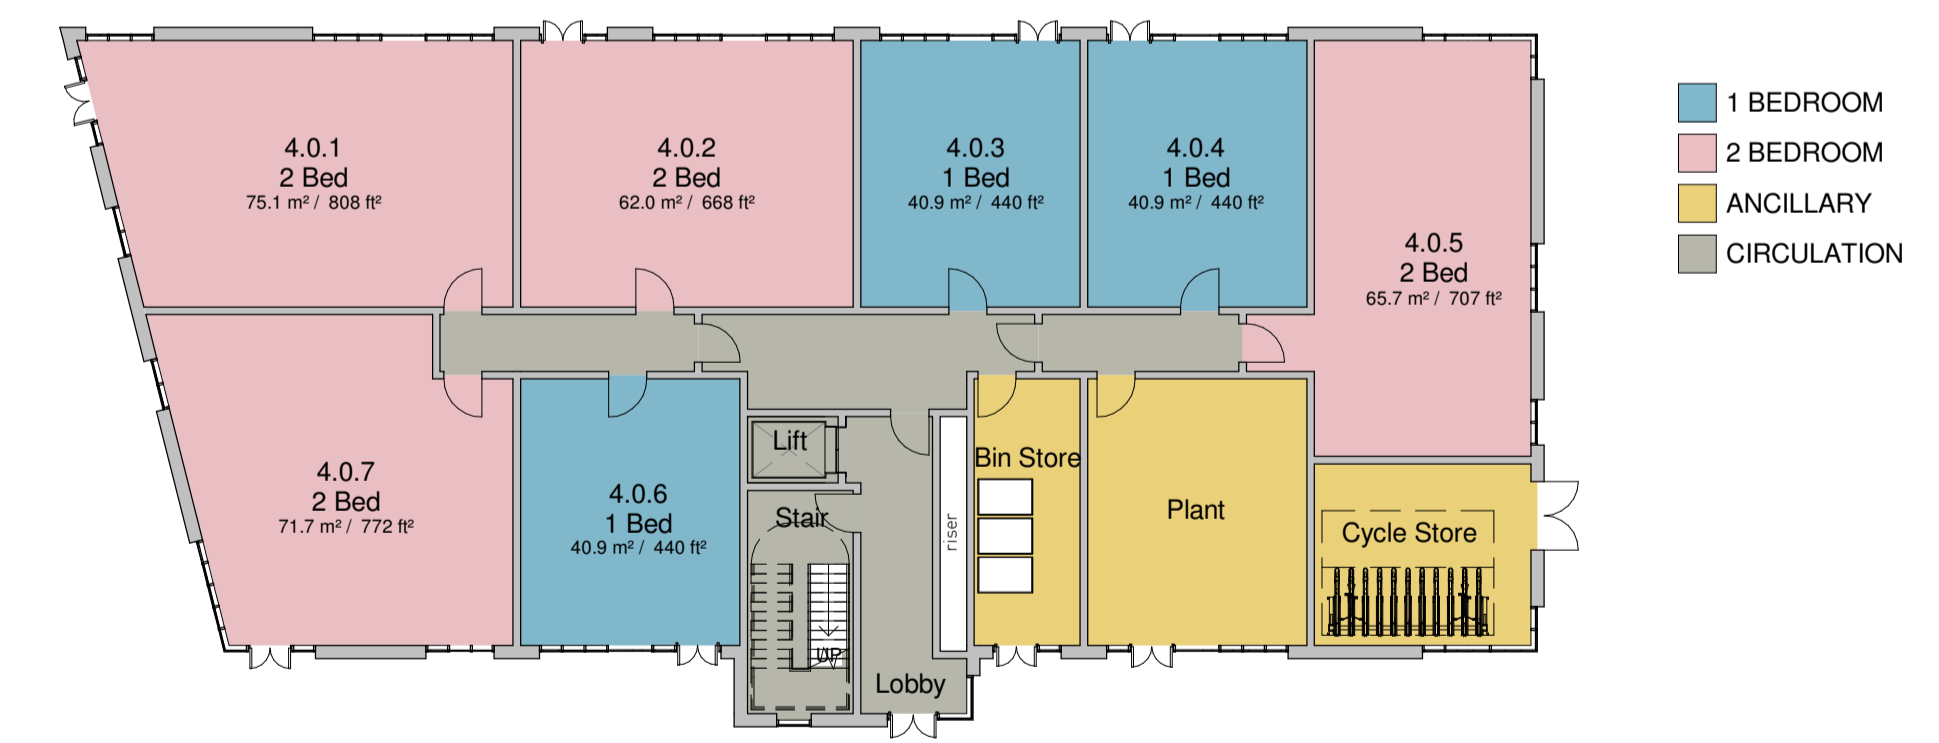 4.0.1
2 Bed
75.1 m² / 808 ft²
4.0.2
2 Bed
62.0 m² / 668 ft²
4.0.3
1 Bed
40.9 m² / 440 ft²
4.0.4
1 Bed
40.9 m² / 440 ft²
4.0.5
2 Bed
65.7 m² / 707 ft²
1 BEDROOM
2 BEDROOM
ANCILLARY
CIRCULATION
4.0.7
2 Bed
71.7 m² / 772 ft²
4.0.6
1 Bed
40.9 m² / 440 ft²
Lift
Stair
UP
riser
Lobby
Bin Store
Plant
Cycle Store